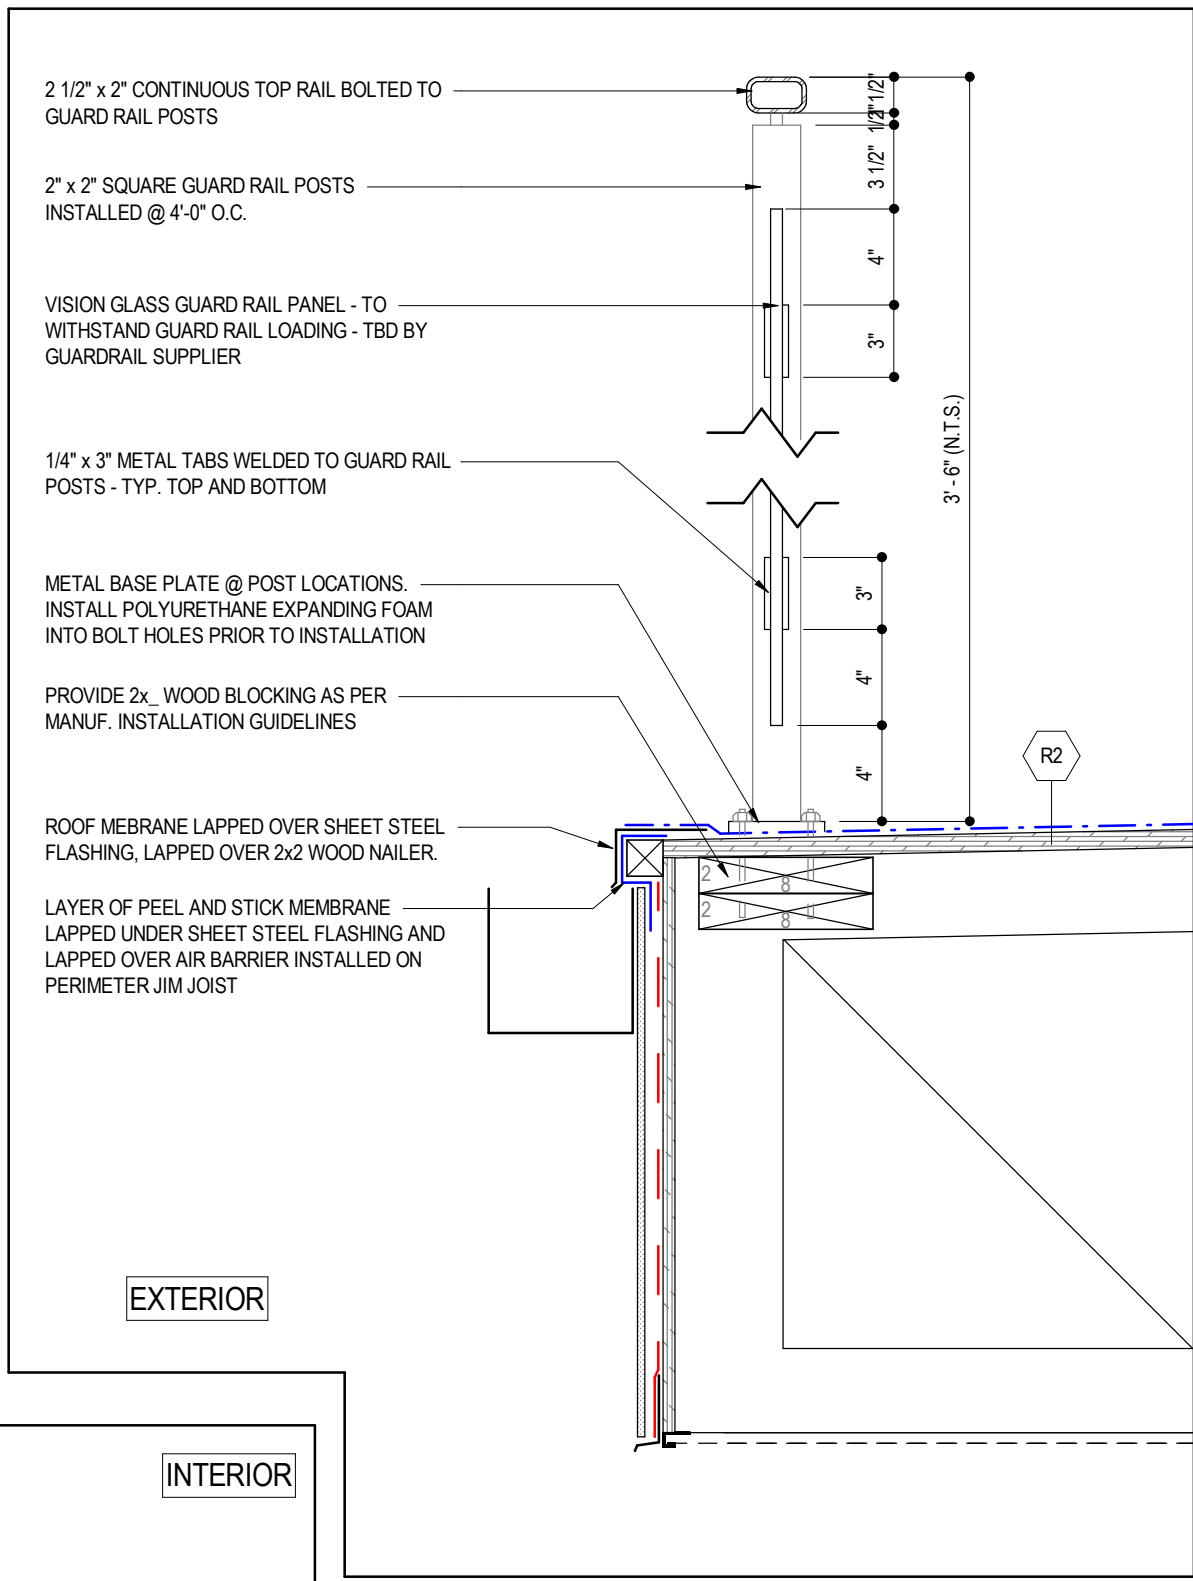 2 1/2" x 2" CONTINUOUS TOP RAIL BOLTED TO
GUARD RAIL POSTS
2" x 2" SQUARE GUARD RAIL POSTS
INSTALLED @ 4'-0" O.C.
VISION GLASS GUARD RAIL PANEL - TO
WITHSTAND GUARD RAIL LOADING - TBD BY
GUARDRAIL SUPPLIER
1/4" x 3" METAL TABS WELDED TO GUARD RAIL
POSTS - TYP. TOP AND BOTTOM
METAL BASE PLATE @ POST LOCATIONS.
INSTALL POLYURETHANE EXPANDING FOAM
INTO BOLT HOLES PRIOR TO INSTALLATION
PROVIDE 2x_ WOOD BLOCKING AS PER
MANUF. INSTALLATION GUIDELINES
ROOF MEBRANE LAPPED OVER SHEET STEEL
FLASHING, LAPPED OVER 2x2 WOOD NAILER.
LAYER OF PEEL AND STICK MEMBRANE
LAPPED UNDER SHEET STEEL FLASHING AND
LAPPED OVER AIR BARRIER INSTALLED ON
PERIMETER JIM JOIST
1/2"
3 1/2"
4"
3"
3' - 6" (N.T.S.)
3"
4"
4"
R2
2
8
2
8
EXTERIOR
INTERIOR